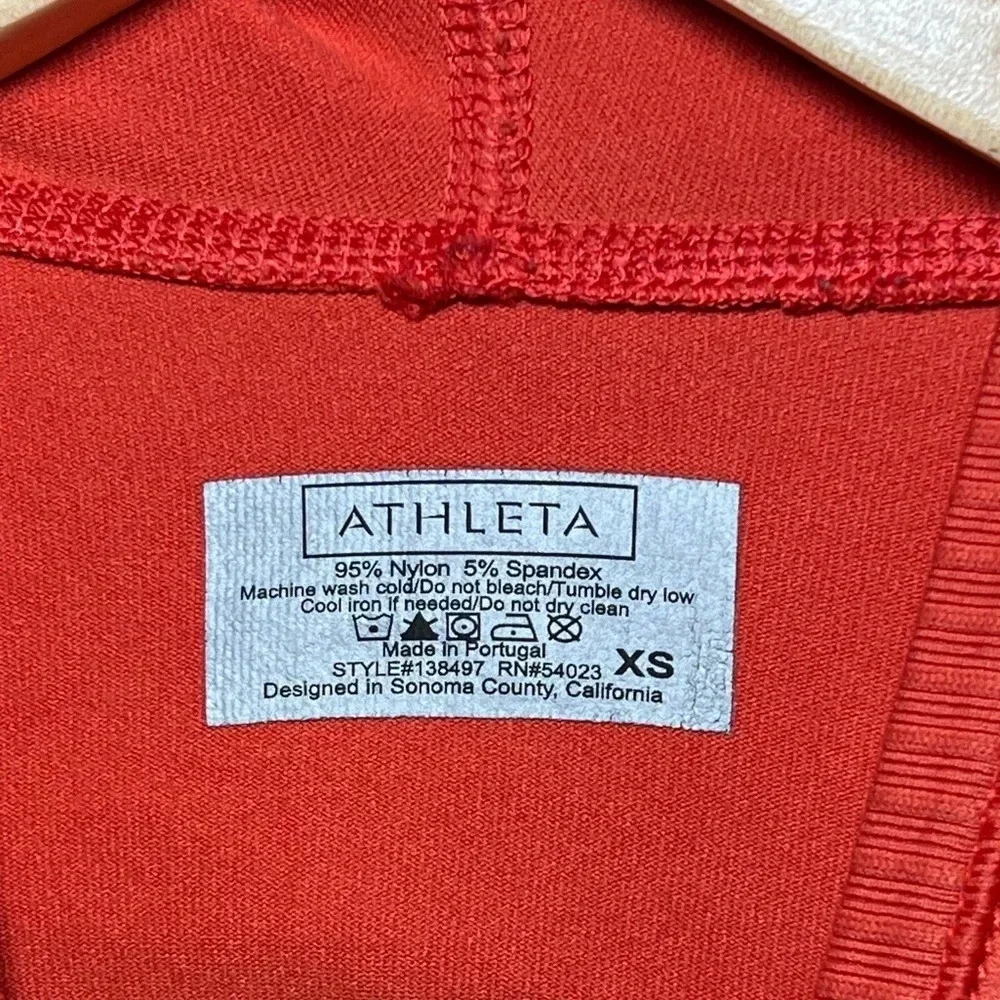 ATHLETA
95% Nylon 5% Spandex
Machine wash cold/Do not bleach/Tumble dry low
Cool iron if needed/Do not dry clean
Made in Portugal
STYLE#138497 RN#54023 XS
Designed in Sonoma County, California